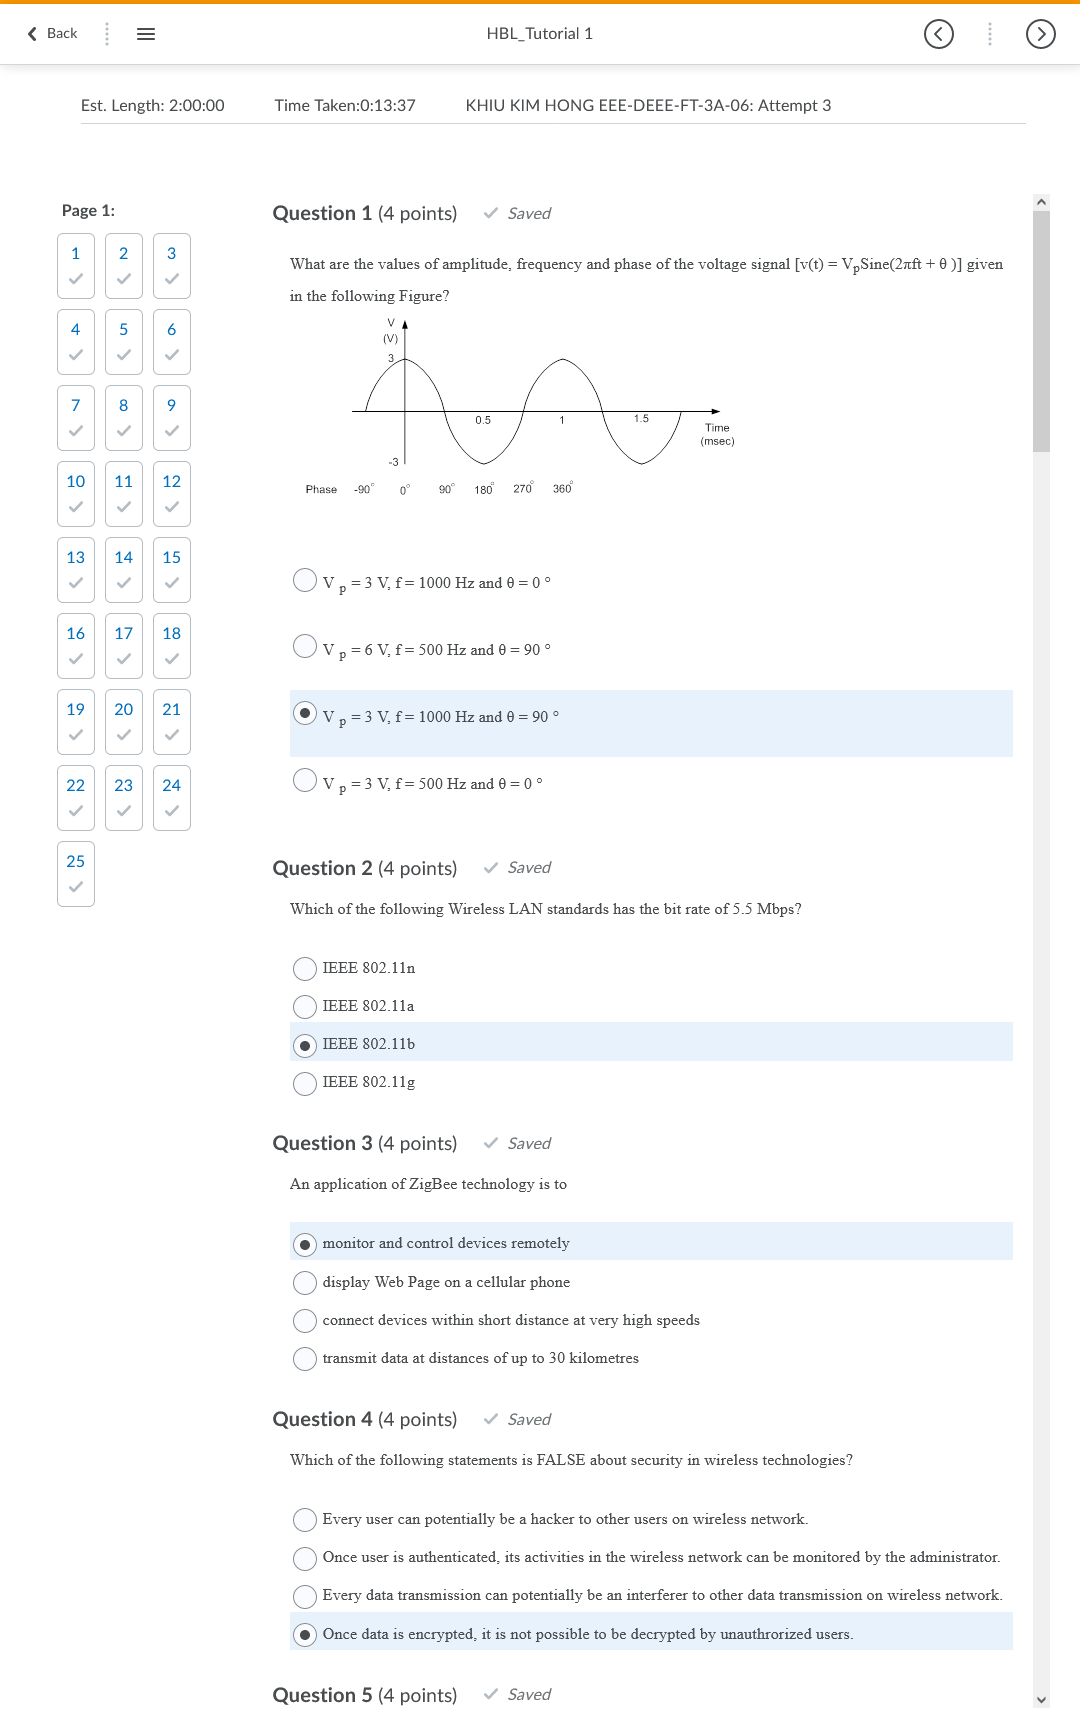 Back
HBL_Tutorial 1
Est. Length: 2:00:00 Time Taken:0:13:37 KHIU KIM HONG EEE-DEEE-FT-3A-06: Attempt 3
Page 1:
1 2 3
4 5 6
7 8 9
10 11 12
13 14 15
16 17 18
19 20 21
22 23 24
25
Question 1 (4 points) Saved
What are the values of amplitude, frequency and phase of the voltage signal [v(t) = VpSine(2πft + θ )] given
in the following Figure?
V
(V)
3
0.5 1 1.5
Time
(msec)
-3
Phase -90° 0° 90° 180° 270° 360°
V p = 3 V, f = 1000 Hz and θ = 0 °
V p = 6 V, f = 500 Hz and θ = 90 °
V p = 3 V, f = 1000 Hz and θ = 90 °
V p = 3 V, f = 500 Hz and θ = 0 °
Question 2 (4 points) Saved
Which of the following Wireless LAN standards has the bit rate of 5.5 Mbps?
IEEE 802.11n
IEEE 802.11a
IEEE 802.11b
IEEE 802.11g
Question 3 (4 points) Saved
An application of ZigBee technology is to
monitor and control devices remotely
display Web Page on a cellular phone
connect devices within short distance at very high speeds
transmit data at distances of up to 30 kilometres
Question 4 (4 points) Saved
Which of the following statements is FALSE about security in wireless technologies?
Every user can potentially be a hacker to other users on wireless network.
Once user is authenticated, its activities in the wireless network can be monitored by the administrator.
Every data transmission can potentially be an interferer to other data transmission on wireless network.
Once data is encrypted, it is not possible to be decrypted by unauthrorized users.
Question 5 (4 points) Saved